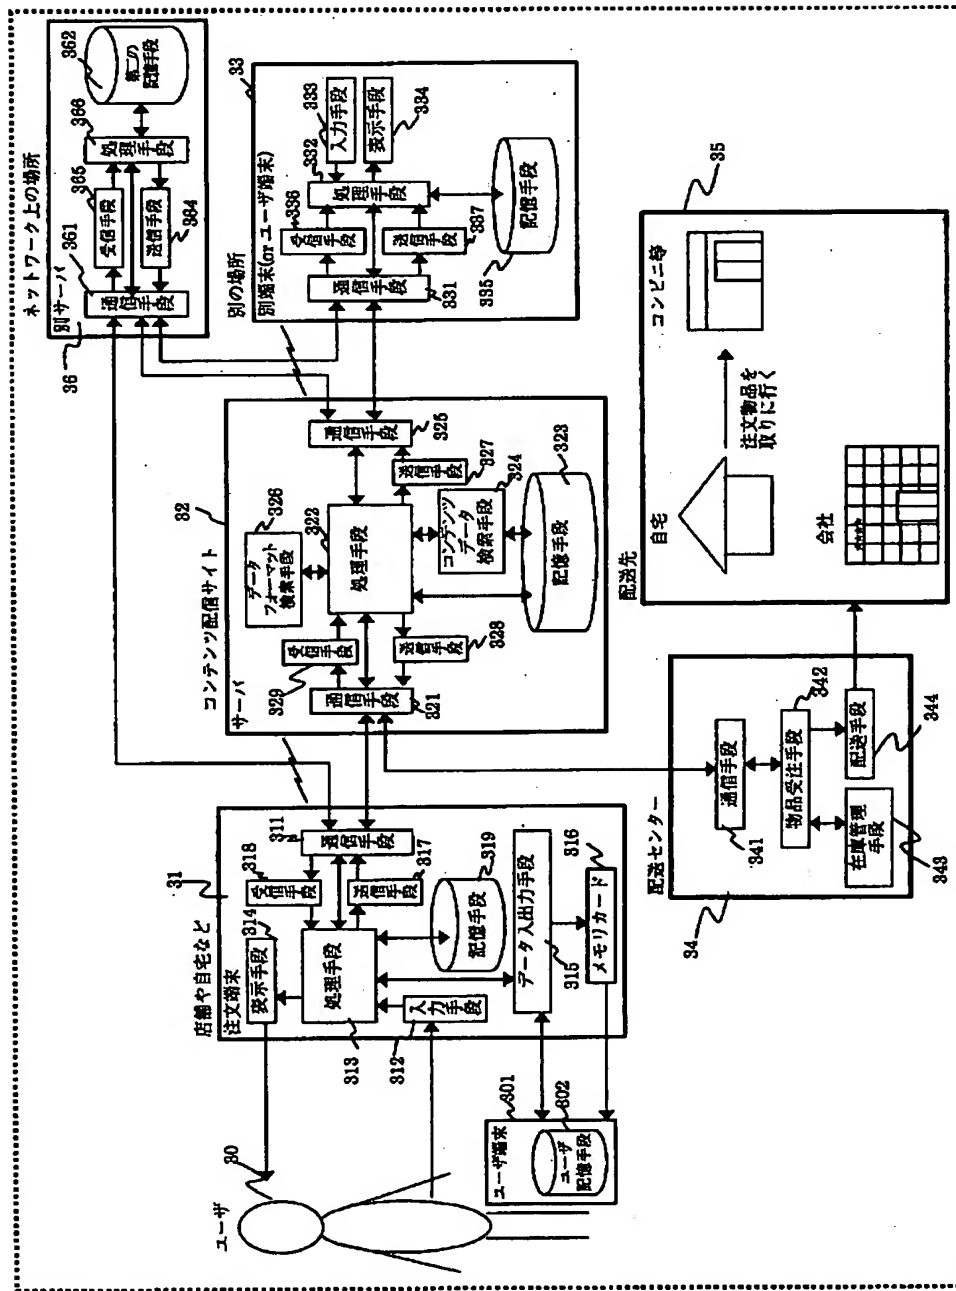 ユーザ
30
ユーザ端末
301
302
ユーザ
記憶手段
店舗や自宅など
注文端末
31
表示手段
314
受信手段
318
通信手段
311
処理手段
313
送信手段
317
入力手段
312
記憶手段
319
データ入出力手段
315
メモリカード
316
コンテンツ配信サイト
サーバ
32
データ
フォーマット
検索手段
326
受信手段
329
処理手段
322
通信手段
321
送信手段
328
通信手段
325
送信手段
327
コンテンツ
データ
検索手段
324
記憶手段
323
ネットワーク上の場所
別サーバ
36
通信手段
361
受信手段
365
送信手段
364
処理手段
366
第二の
記憶手段
362
別の場所
別端末(orユーザ端末)
33
受信手段
336
処理手段
332
入力手段
333
表示手段
334
通信手段
331
送信手段
337
記憶手段
335
配送センター
34
通信手段
341
物品受注手段
342
在庫管理
手段
343
配送手段
344
配送先
35
自宅
注文物品を
取りに行く
コンビニ等
会社